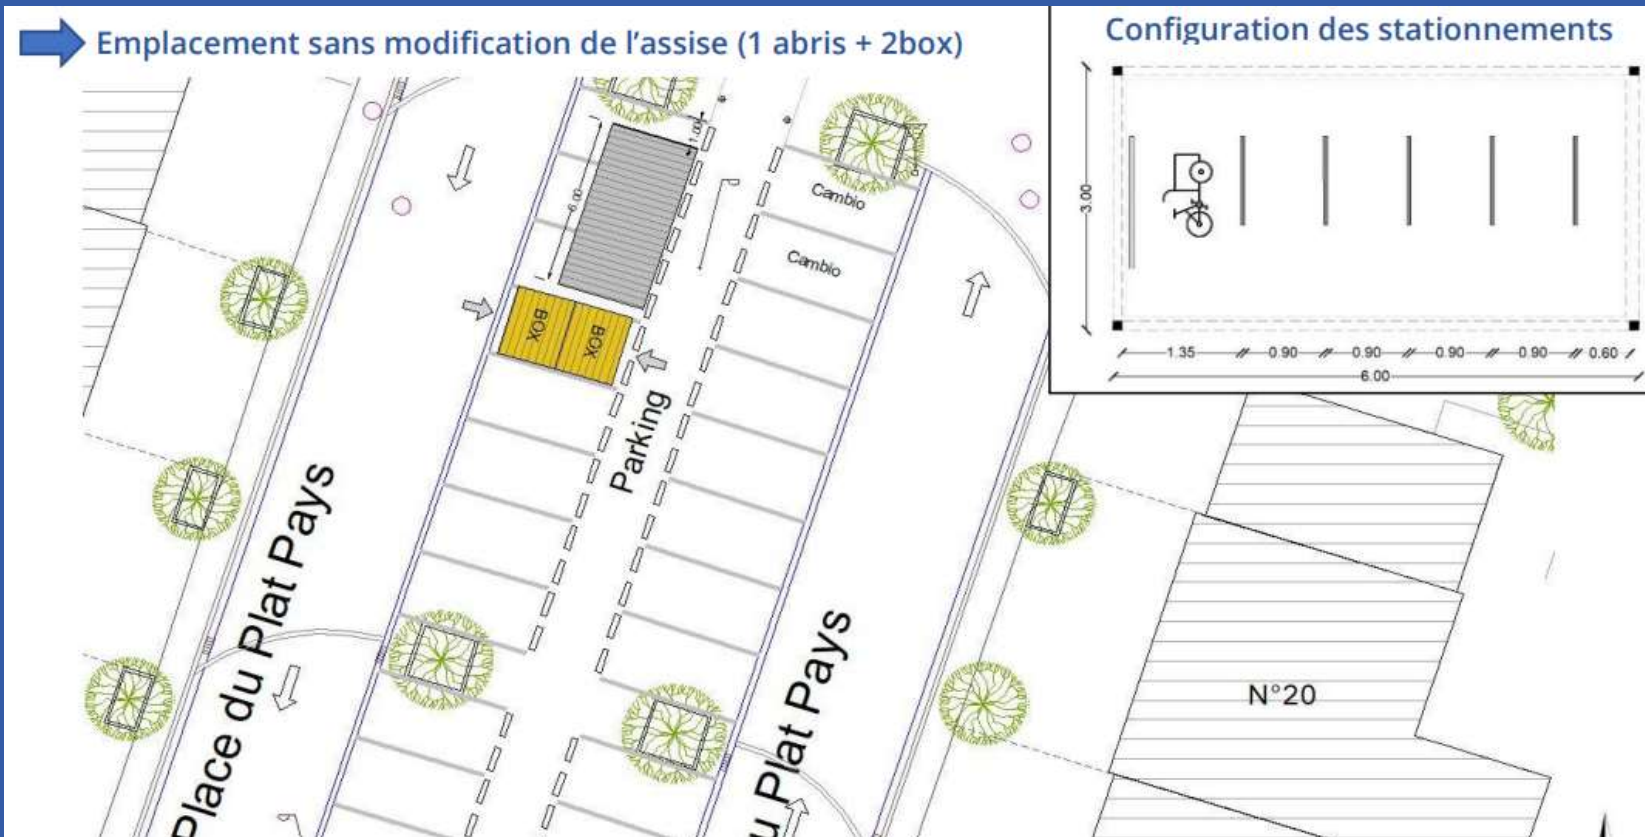 Emplacement sans modification de l’assise (1 abris + 2box)
Configuration des stationnements
1.00
6.00
Cambio
Cambio
BOX
BOX
Parking
Place du Plat Pays
u Plat Pays
N°20
3.00
1.35 0.90 0.90 0.90 0.90 0.60
6.00